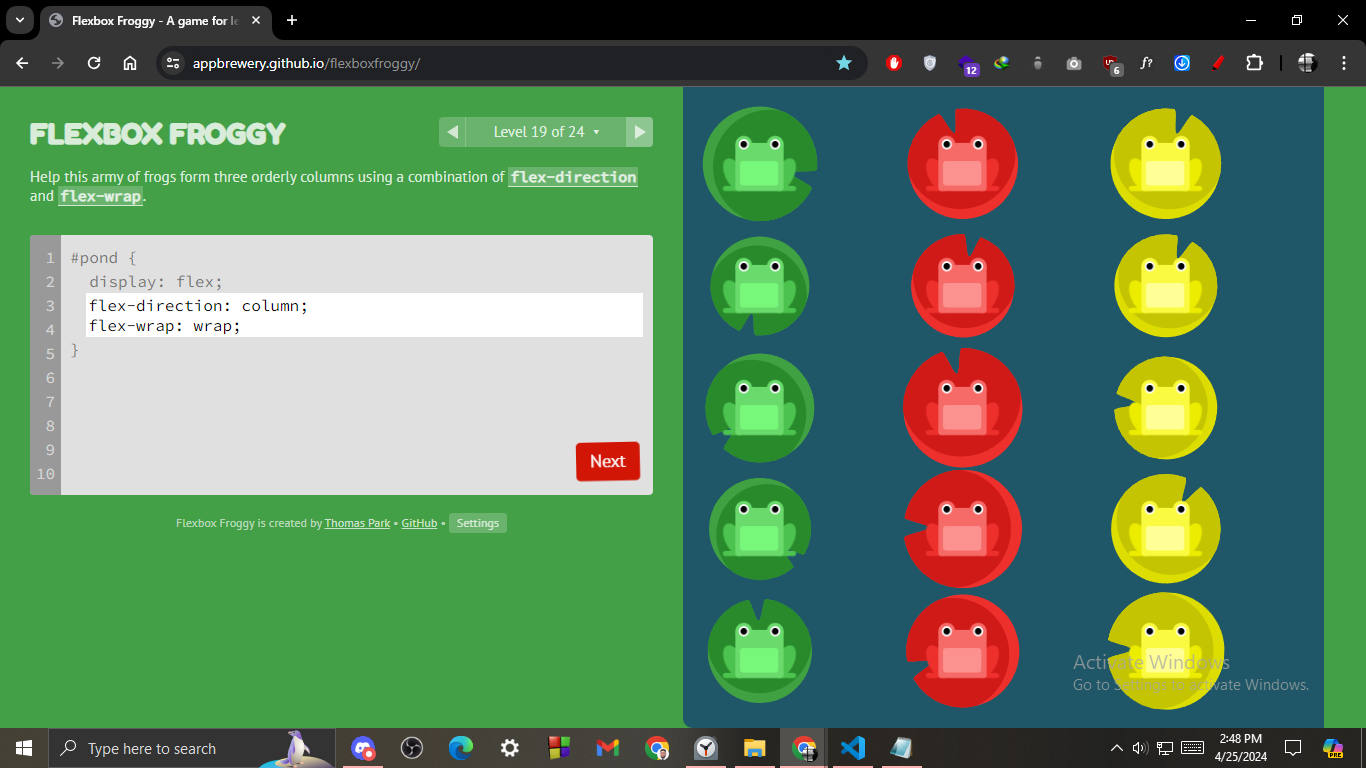 Flexbox Froggy - A game for le
appbrewery.github.io/flexboxfroggy/
12
6
f?
FLEXBOX FROGGY
Level 19 of 24
Help this army of frogs form three orderly columns using a combination of flex-direction
and flex-wrap.
1 #pond {
2 display: flex;
3 flex-direction: column;
4 flex-wrap: wrap;
5 }
6
7
8
9
10
Next
Flexbox Froggy is created by Thomas Park • GitHub • Settings
Activate Windows
Go to Settings to activate Windows.
Type here to search
2:48 PM
4/25/2024
PRE